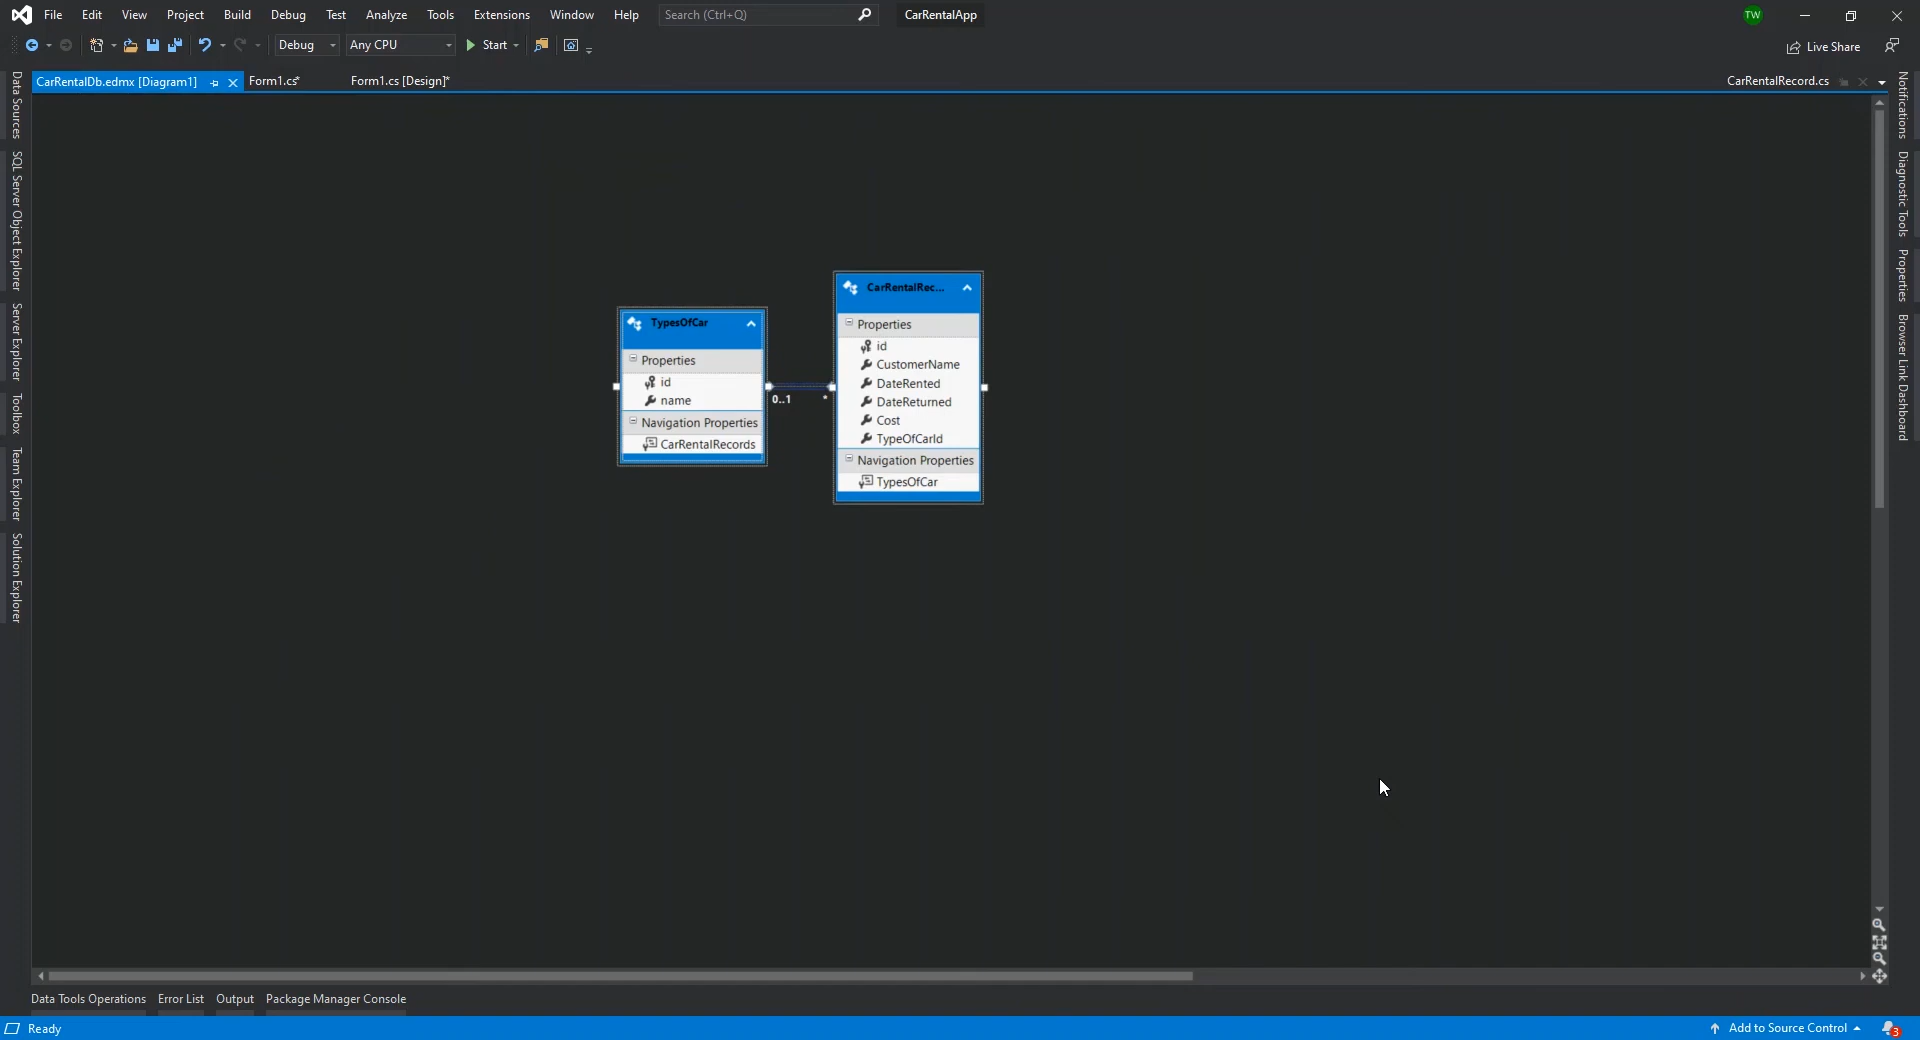 File Edit View Project Build Debug Test Analyze Tools Extensions Window Help Search (Ctrl+Q) CarRentalApp TW
Debug Any CPU Start Live Share
CarRentalDb.edmx [Diagram1] Form1.cs* Form1.cs [Design]* CarRentalRecord.cs
Data Sources
SQL Server Object Explorer
Server Explorer
Toolbox
Team Explorer
Solution Explorer
TypesOfCar
Properties
id
name
Navigation Properties
CarRentalRecords
0..1 *
CarRentalRec...
Properties
id
CustomerName
DateRented
DateReturned
Cost
TypeOfCarId
Navigation Properties
TypesOfCar
Notifications
Diagnostic Tools
Properties
Browser Link Dashboard
Data Tools Operations Error List Output Package Manager Console
Ready Add to Source Control 3